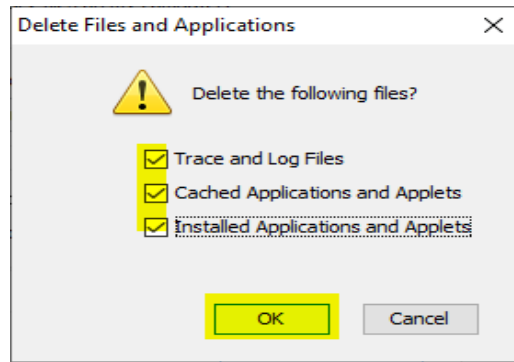 Delete Files and Applications
Delete the following files?
Trace and Log Files
Cached Applications and Applets
Installed Applications and Applets
OK
Cancel